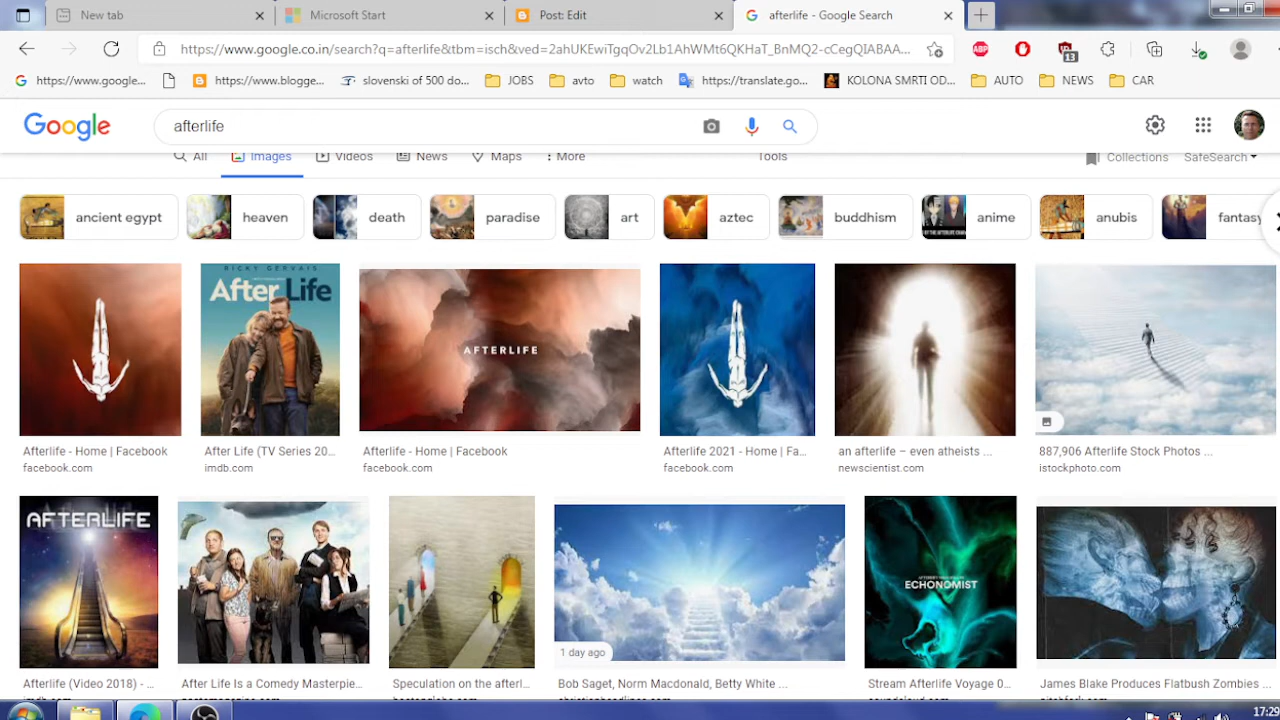 New tab
Microsoft Start
Post: Edit
afterlife - Google Search
https://www.google.co.in/search?q=afterlife&tbm=isch&ved=2ahUKEwiTgqOv2Lb1AhWMt6QKHaT_BnMQ2-cCegQIABAA...
ABP
13
https://www.google...
https://www.blogge...
slovenski of 500 do...
JOBS
avto
watch
https://translate.go...
KOLONA SMRTI OD...
AUTO
NEWS
CAR
Google
afterlife
All
Images
Videos
News
Maps
More
Tools
Collections
SafeSearch
ancient egypt
heaven
death
paradise
art
aztec
buddhism
anime
anubis
fantasy
RICKY GERVAIS
After Life
AFTERLIFE
Afterlife - Home | Facebook
facebook.com
After Life (TV Series 20...
imdb.com
Afterlife - Home | Facebook
facebook.com
Afterlife 2021 - Home | Fa...
facebook.com
an afterlife – even atheists ...
newscientist.com
887,906 Afterlife Stock Photos ...
istockphoto.com
AFTERLIFE
1 day ago
ECHONOMIST
Afterlife (Video 2018) - ...
After Life Is a Comedy Masterpie...
Speculation on the afterl...
Bob Saget, Norm Macdonald, Betty White ...
Stream Afterlife Voyage 0...
James Blake Produces Flatbush Zombies ...
17:29